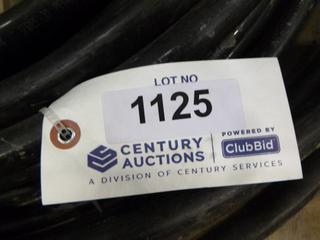 LOT NO
1125
CENTURY
AUCTIONS
POWERED BY
ClubBid
A DIVISION OF CENTURY SERVICES